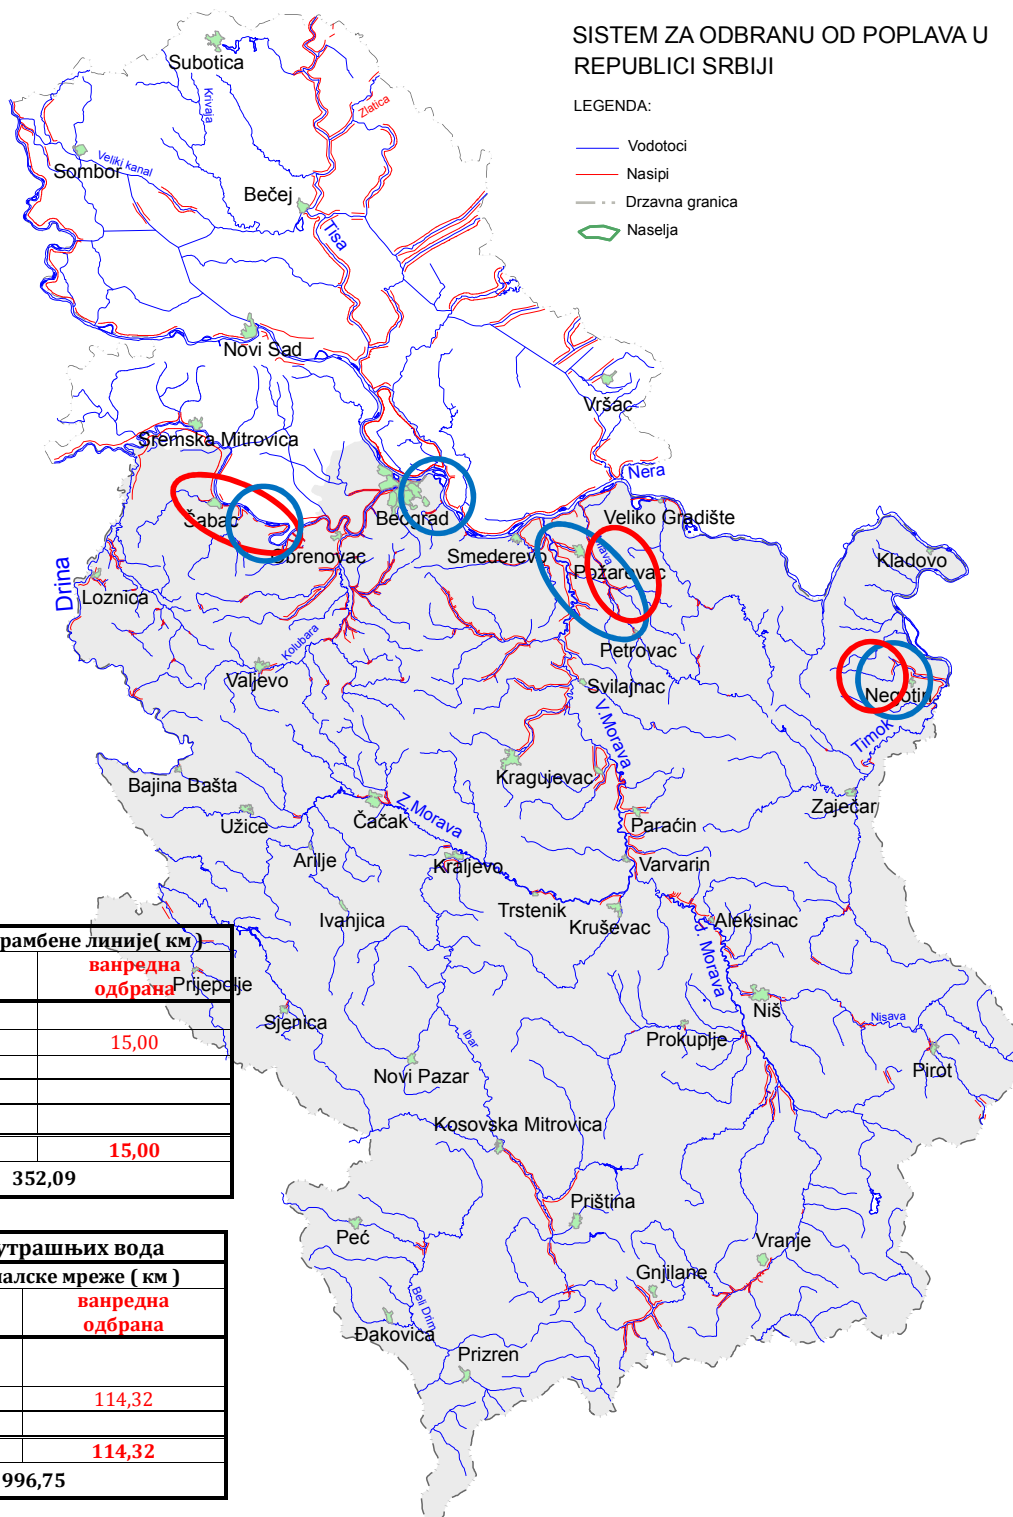 SISTEM ZA ODBRANU OD POPLAVA U
REPUBLICI SRBIJI
LEGENDA:
Vodotoci
Nasipi
Drzavna granica
Naselja
Subotica
Krivaja
Zlatica
Sombor
Veliki kanal
Bečej
Tisa
Novi Sad
Vršac
Sremska Mitrovica
Nera
Šabac
Beograd
Veliko Gradište
Obrenovac
Smederevo
Kladovo
Požarevac
Drina
Loznica
Kolubara
Petrovac
Valjevo
Svilajnac
Negotin
V.Morava
Timok
Bajina Bašta
Kragujevac
Zaječar
Užice
Čačak
Z.Morava
Paraćin
Arilje
Kraljevo
Varvarin
Ivanjica
Trstenik
Kruševac
Aleksinac
J. Morava
рамбене линије( км )
ванредна
одбрана
Prijepolje
Sjenica
Niš
Nisava
15,00
Ibar
Prokuplje
Pirot
Novi Pazar
Kosovska Mitrovica
15,00
352,09
Priština
Peć
Vranje
утрашњих вода
Gnjilane
алске мреже ( км )
ванредна
одбрана
Beli Drim
Đakovica
Prizren
114,32
114,32
996,75